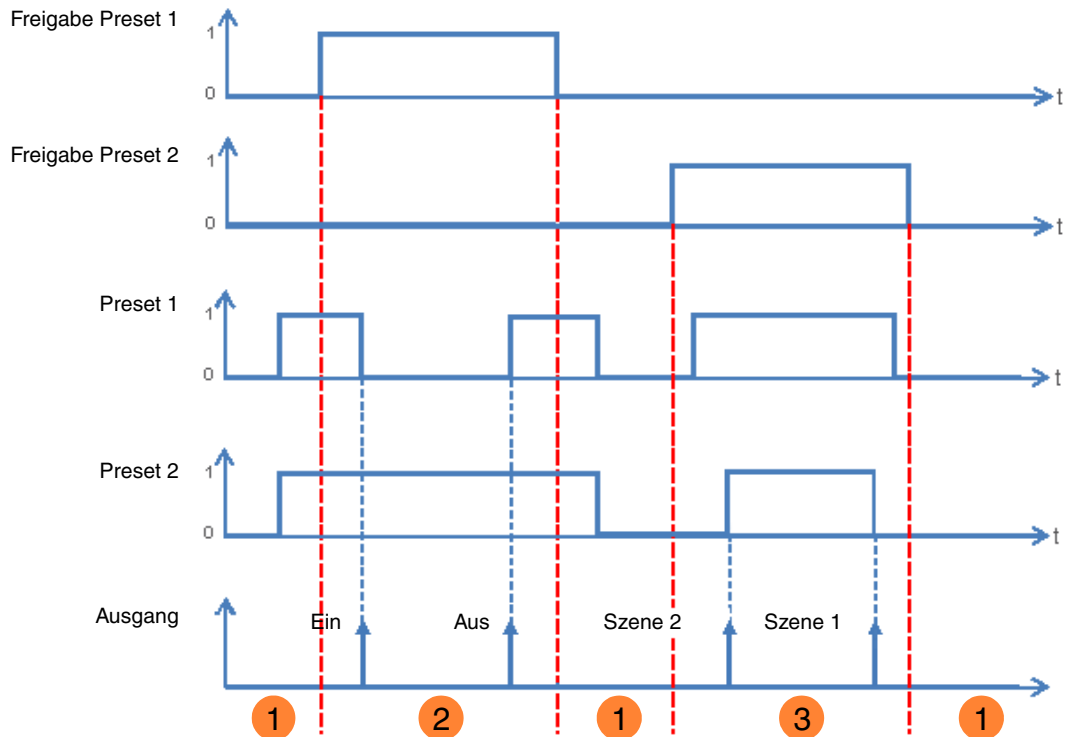 Freigabe Preset 1
1
0
t
Freigabe Preset 2
1
0
t
Preset 1
1
0
t
Preset 2
1
0
t
Ausgang
Ein
Aus
Szene 2
Szene 1
1
2
1
3
1